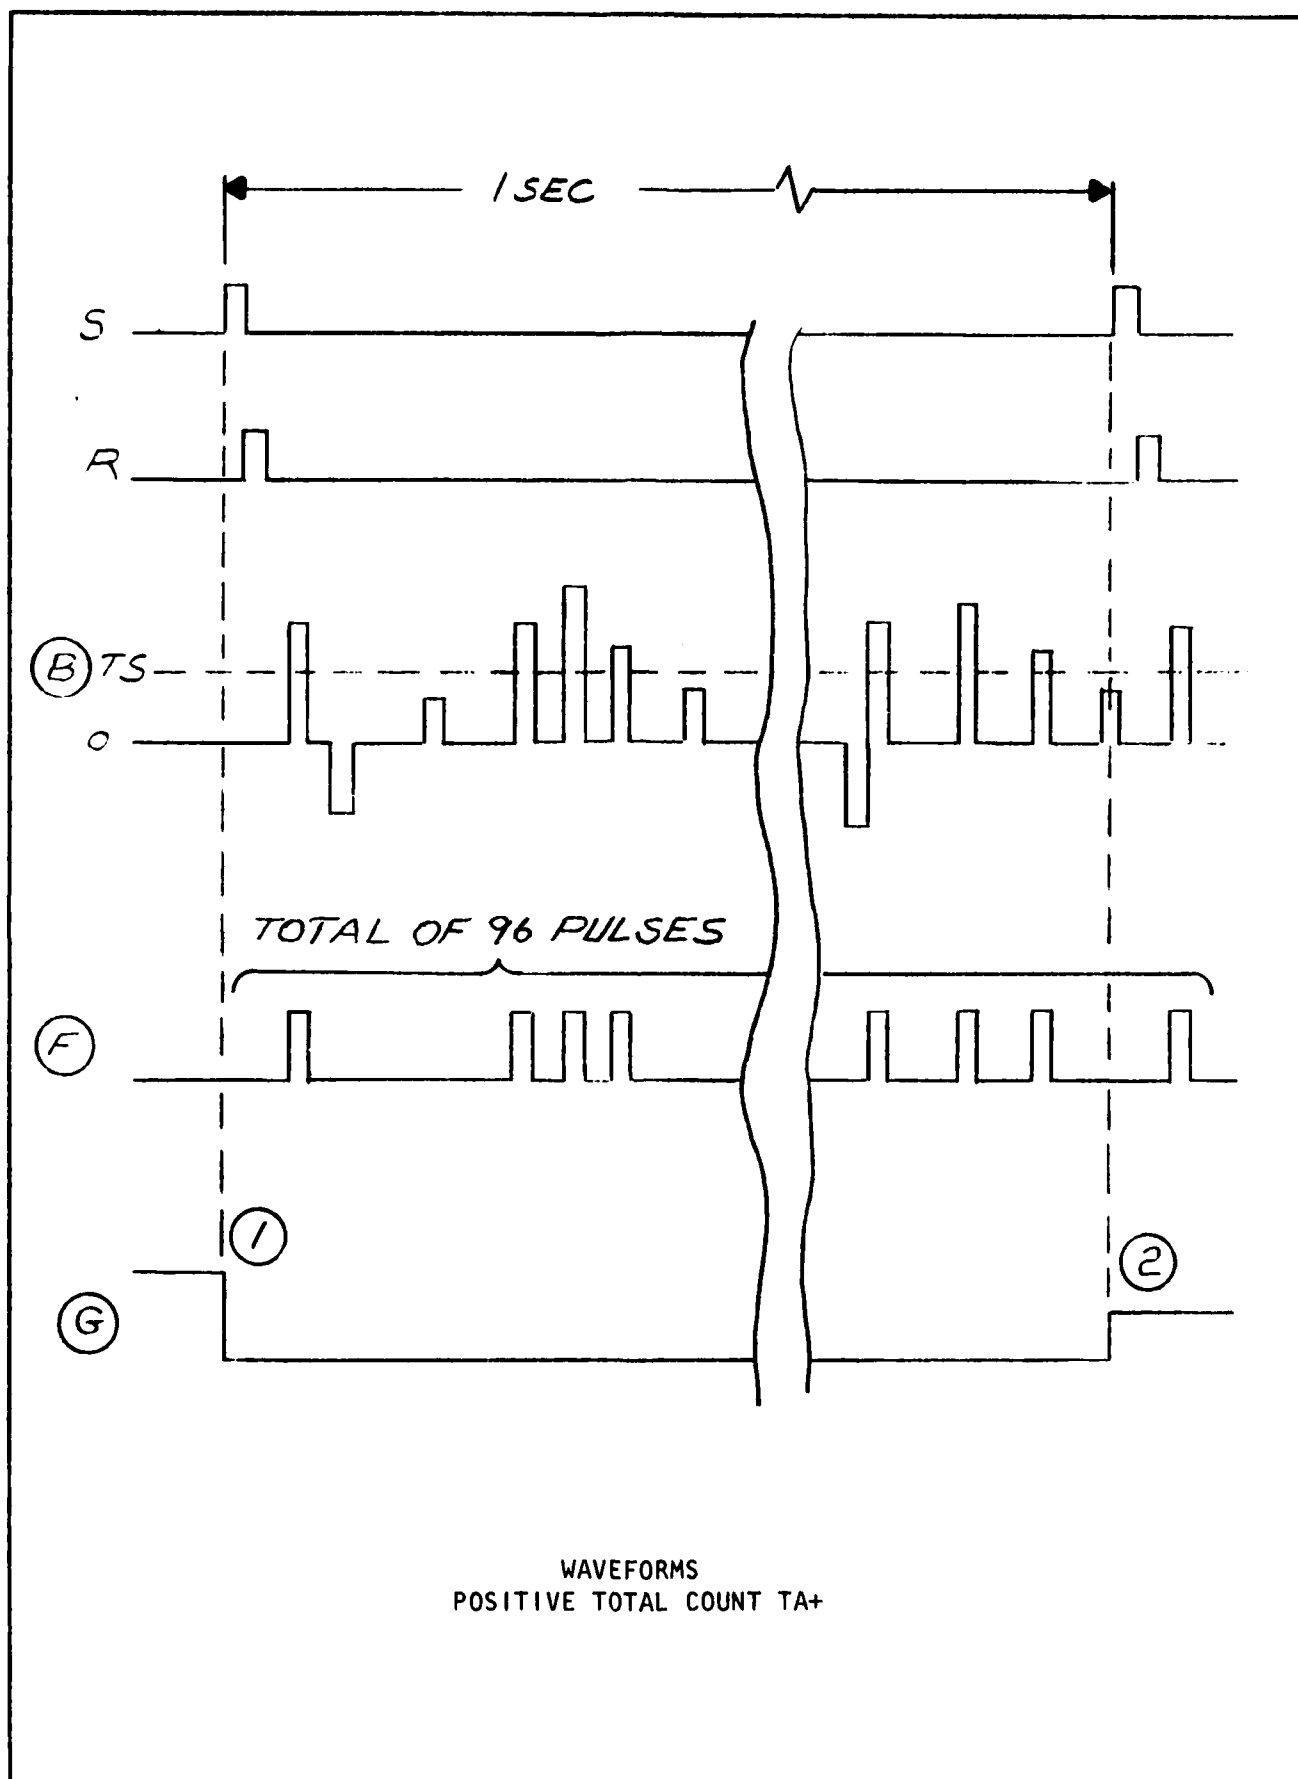 1 SEC
S
R
B TS
0
TOTAL OF 96 PULSES
F
1
2
G
WAVEFORMS
POSITIVE TOTAL COUNT TA+